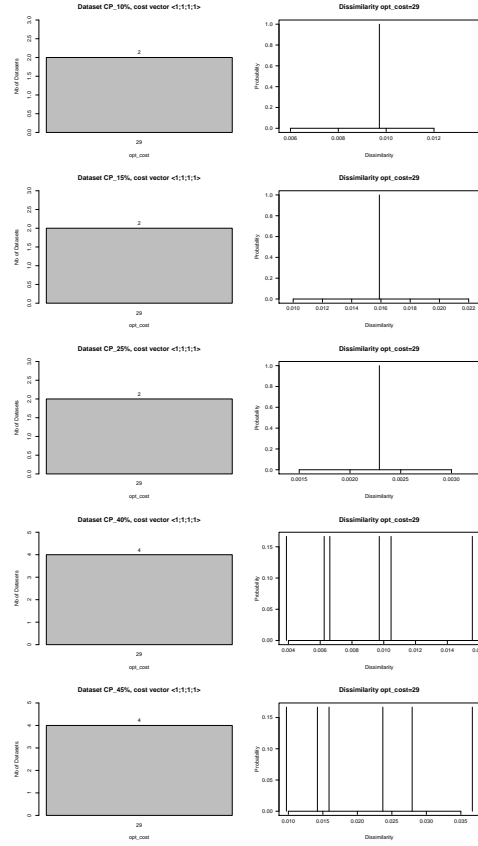 Dataset CP_10%, cost vector <1;1;1;1>
Nb of Datasets
0.0 0.5 1.0 1.5 2.0 2.5 3.0
2
29
opt_cost
Dissimilarity opt_cost=29
Probability
0.0 0.2 0.4 0.6 0.8 1.0
0.006 0.008 0.010 0.012
Dissimilarity
Dataset CP_15%, cost vector <1;1;1;1>
Nb of Datasets
0.0 0.5 1.0 1.5 2.0 2.5 3.0
2
29
opt_cost
Dissimilarity opt_cost=29
Probability
0.0 0.2 0.4 0.6 0.8 1.0
0.010 0.012 0.014 0.016 0.018 0.020 0.022
Dissimilarity
Dataset CP_25%, cost vector <1;1;1;1>
Nb of Datasets
0.0 0.5 1.0 1.5 2.0 2.5 3.0
2
29
opt_cost
Dissimilarity opt_cost=29
Probability
0.0 0.2 0.4 0.6 0.8 1.0
0.0015 0.0020 0.0025 0.0030
Dissimilarity
Dataset CP_40%, cost vector <1;1;1;1>
Nb of Datasets
0 1 2 3 4 5
4
29
opt_cost
Dissimilarity opt_cost=29
Probability
0.00 0.05 0.10 0.15
0.004 0.006 0.008 0.010 0.012 0.014
Dissimilarity
Dataset CP_45%, cost vector <1;1;1;1>
Nb of Datasets
0 1 2 3 4 5
4
29
opt_cost
Dissimilarity opt_cost=29
Probability
0.00 0.05 0.10 0.15
0.010 0.015 0.020 0.025 0.030 0.035
Dissimilarity